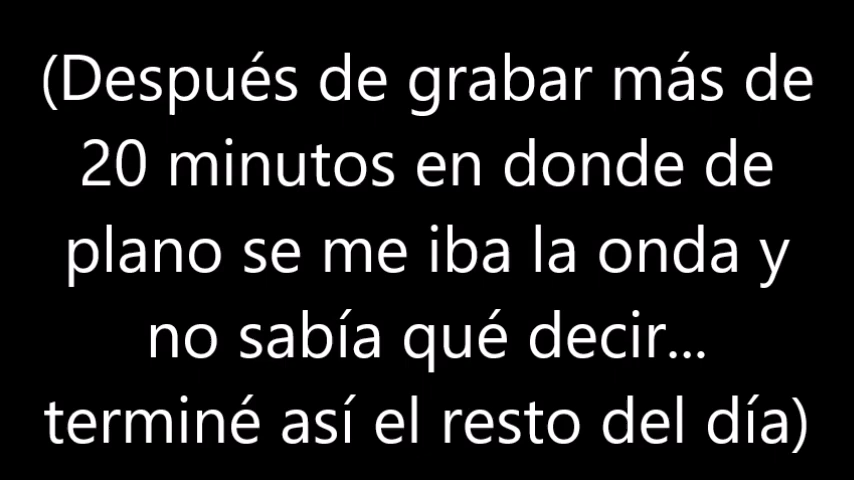 (Después de grabar más de
20 minutos en donde de
plano se me iba la onda y
no sabía qué decir...
terminé así el resto del día)